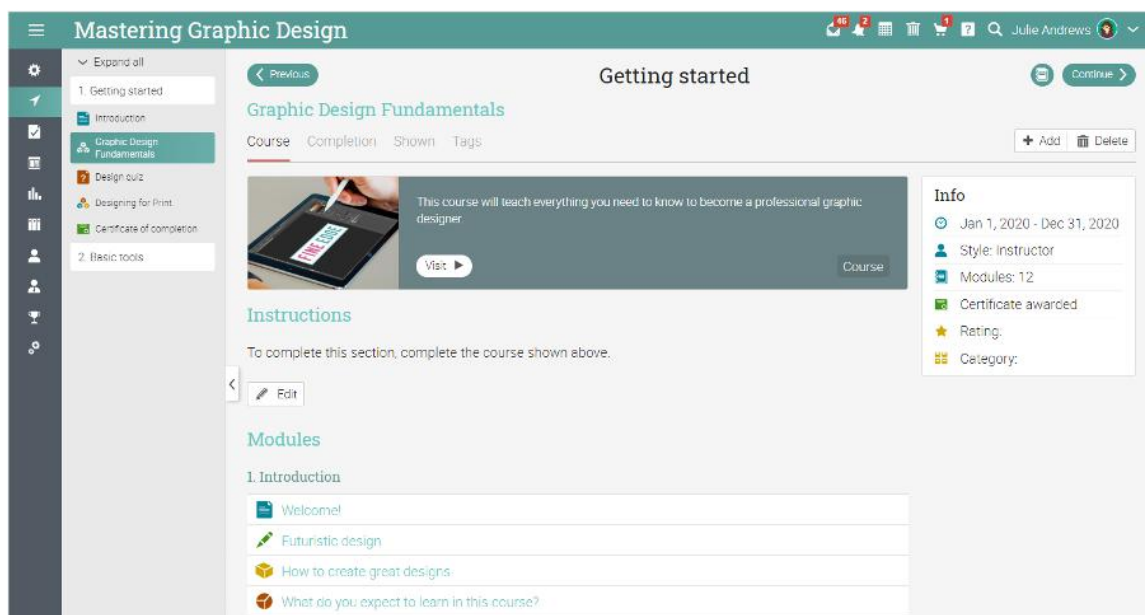 Mastering Graphic Design
46
2
1
?
Julie Andrews
Expand all
1. Getting started
Introduction
Graphic Design
Fundamentals
Design quiz
Designing for Print
Certificate of completion
2. Basic tools
Previous
Getting started
Continue
Graphic Design Fundamentals
Course Completion Shown Tags
Add Delete
FINE EDGE
This course will teach everything you need to know to become a professional graphic
designer.
Visit
Course
Info
Jan 1, 2020 - Dec 31, 2020
Style: Instructor
Modules: 12
Certificate awarded
Rating:
Category:
Instructions
To complete this section, complete the course shown above.
Edit
Modules
1. Introduction
Welcome!
Futuristic design
How to create great designs
What do you expect to learn in this course?